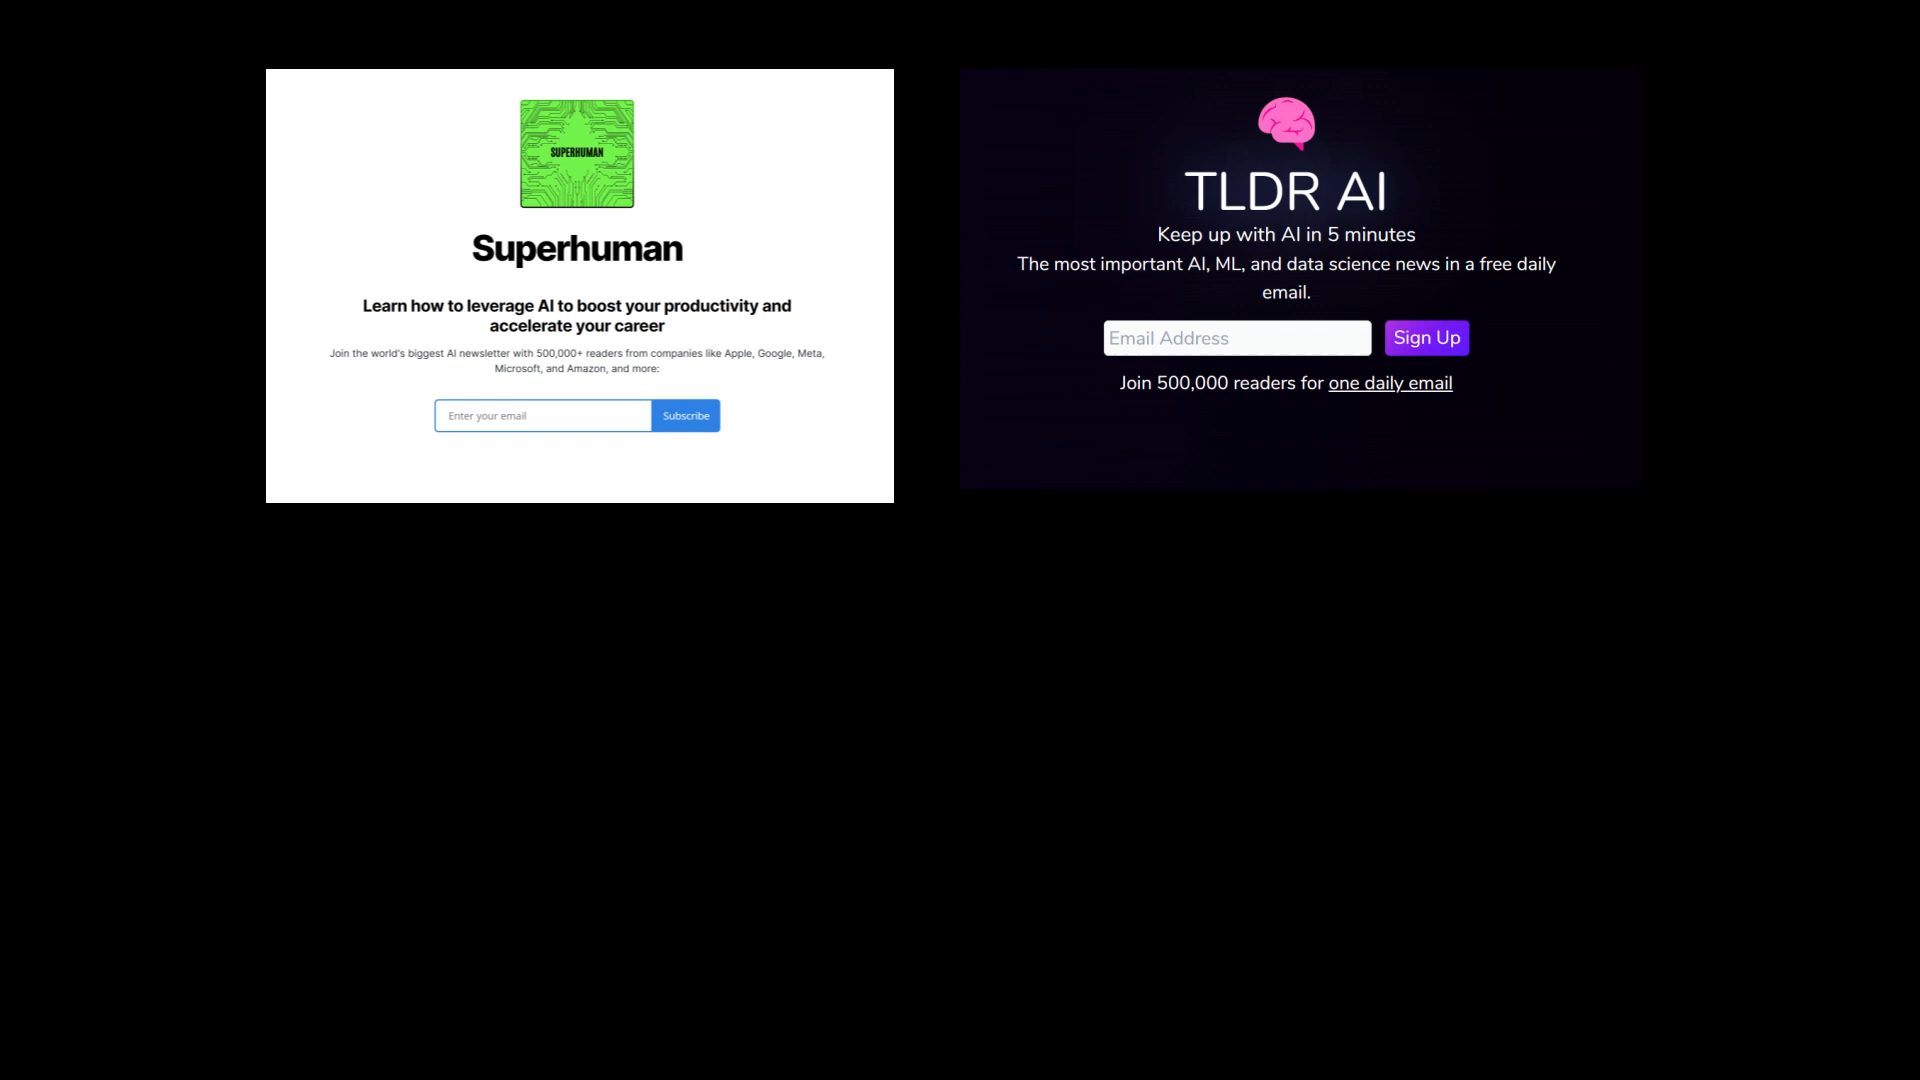 SUPERHUMAN
Superhuman
Learn how to leverage AI to boost your productivity and
accelerate your career
Join the world's biggest AI newsletter with 500,000+ readers from companies like Apple, Google, Meta,
Microsoft, and Amazon, and more:
Enter your email
Subscribe
TLDR AI
Keep up with AI in 5 minutes
The most important AI, ML, and data science news in a free daily
email.
Email Address
Sign Up
Join 500,000 readers for one daily email